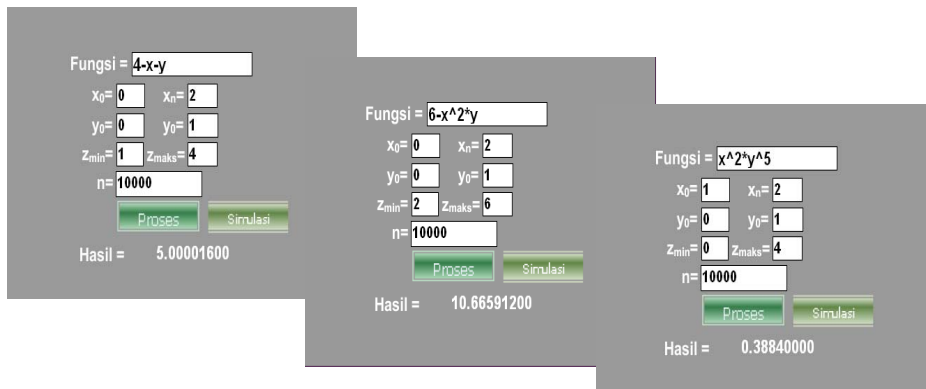 Fungsi = 4-x-y
x₀= 0 xₙ= 2
y₀= 0 y₀= 1
zmin= 1 zmaks= 4
n= 10000
Proses Simulasi
Hasil = 5.00001600
Fungsi = 6-x^2*y
x₀= 0 xₙ= 2
y₀= 0 y₀= 1
zmin= 2 zmaks= 6
n= 10000
Proses Simulasi
Hasil = 10.66591200
Fungsi = x^2*y^5
x₀= 1 xₙ= 2
y₀= 0 y₀= 1
zmin= 0 zmaks= 4
n= 10000
Proses Simulasi
Hasil = 0.38840000